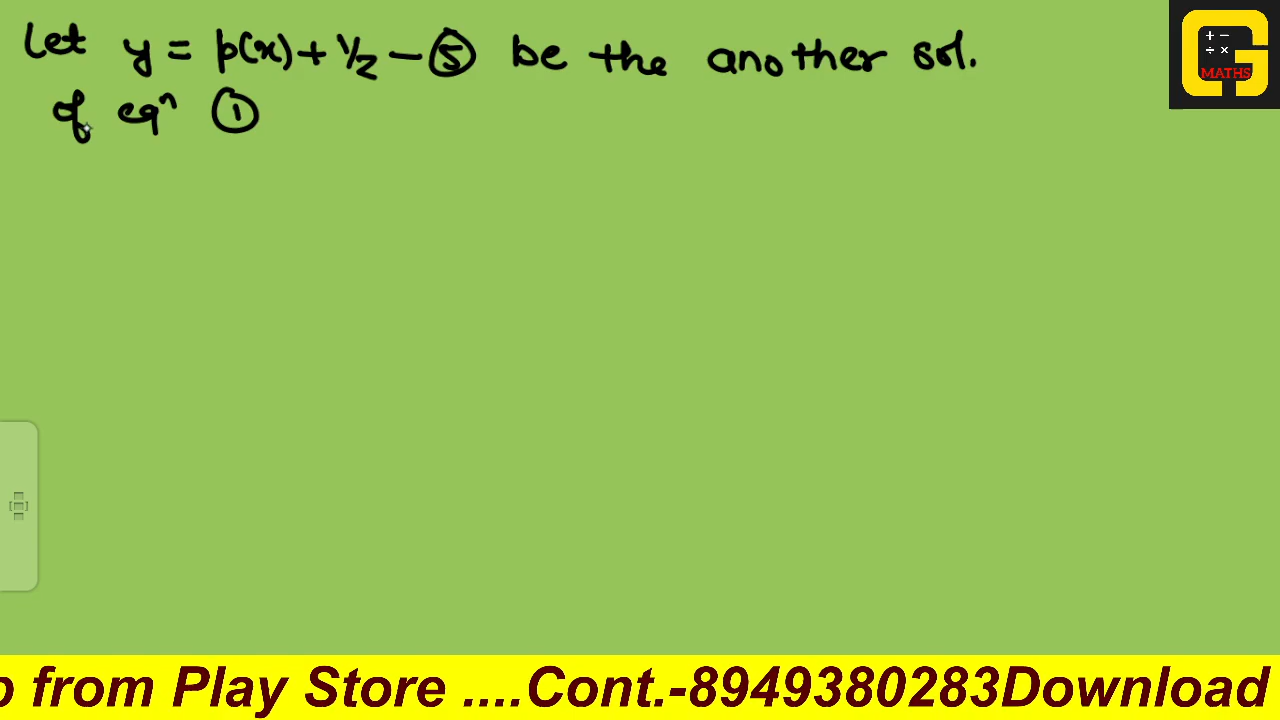 Let y = p(x) + 1/z – ⑤ be the another sol.
of eqⁿ ①
+ −
÷ ×
MATHS
from Play Store ....Cont.-8949380283Download